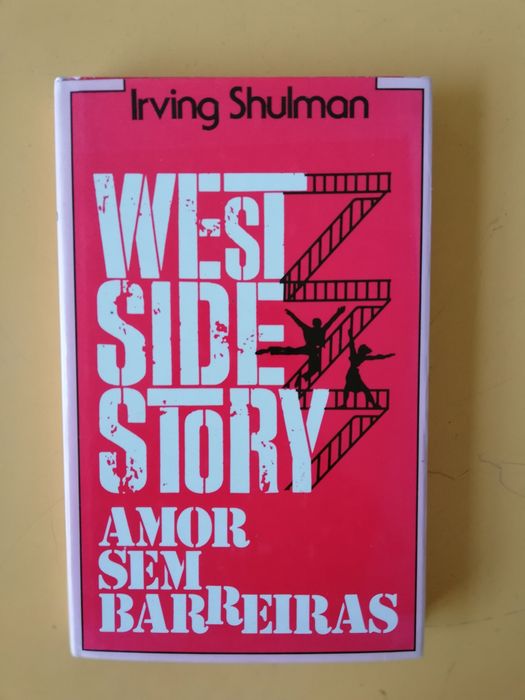 Irving Shulman
WEST
SIDE
STORY
AMOR
SEM
BARREIRAS